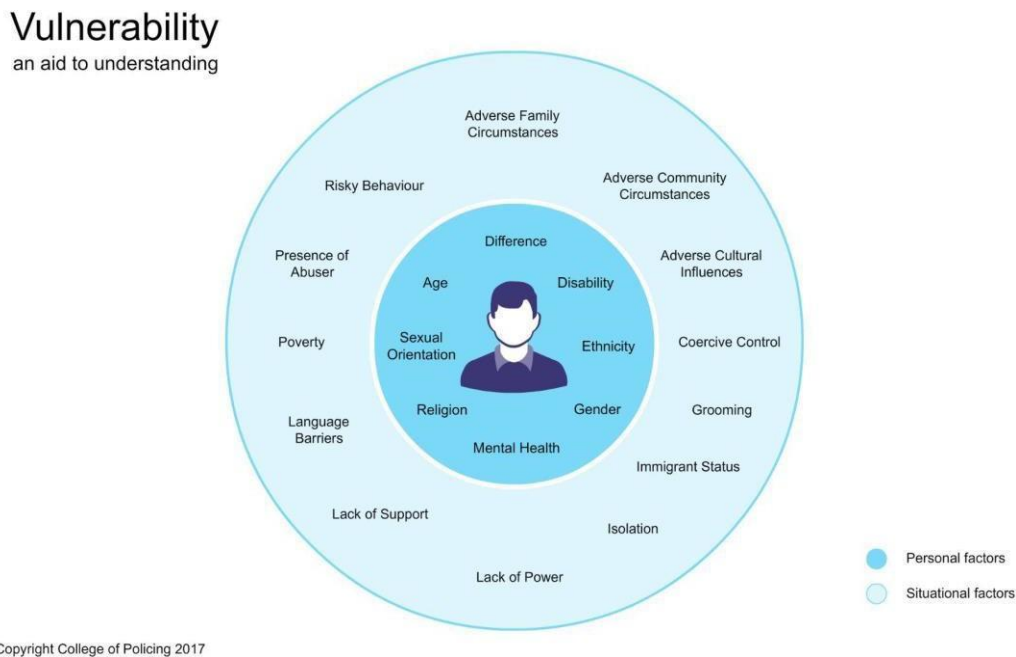 Vulnerability
an aid to understanding
Adverse Family
Circumstances
Risky Behaviour
Adverse Community
Circumstances
Presence of
Abuser
Adverse Cultural
Influences
Poverty
Coercive Control
Language
Barriers
Grooming
Immigrant Status
Lack of Support
Isolation
Lack of Power
Difference
Age
Disability
Sexual
Orientation
Ethnicity
Religion
Gender
Mental Health
Personal factors
Situational factors
Copyright College of Policing 2017